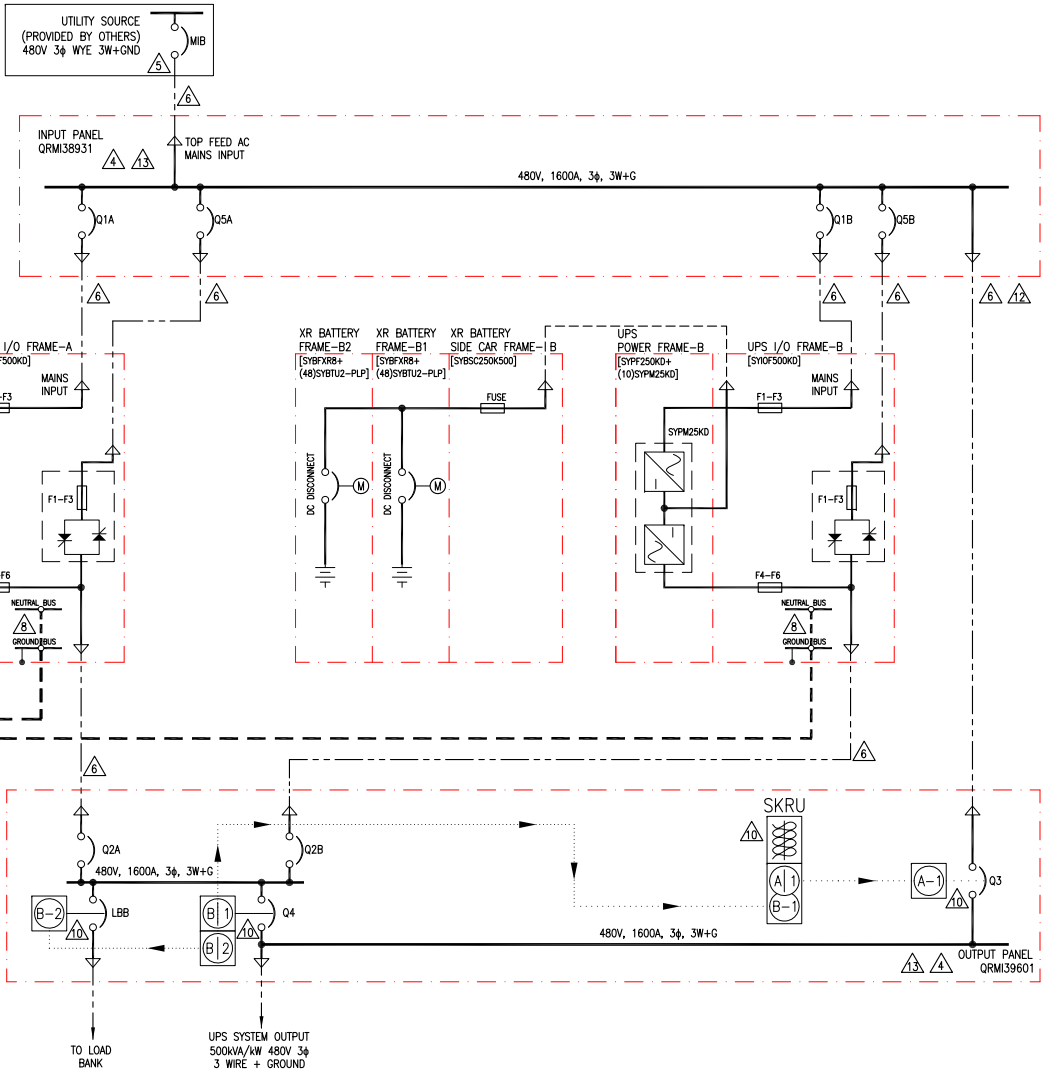 UTILITY SOURCE
(PROVIDED BY OTHERS)
480V 3ϕ WYE 3W+GND
MIB
5
6
INPUT PANEL
QRMI38931
4
13
TOP FEED AC
MAINS INPUT
480V, 1600A, 3ϕ, 3W+G
Q1A
Q5A
Q1B
Q5B
6
6
6
6
12
I/O FRAME-A
F500KD]
MAINS
INPUT
-F3
F1-F3
-F6
NEUTRAL BUS
8
GROUND BUS
XR BATTERY
FRAME-B2
[SYBFXR8+
(48)SYBTU2-PLP]
XR BATTERY
FRAME-B1
[SYBFXR8+
(48)SYBTU2-PLP]
XR BATTERY
SIDE CAR FRAME-1B
[SYBSC250K500]
FUSE
DC DISCONNECT
M
DC DISCONNECT
M
UPS
POWER FRAME-B
[SYPF250KD+
(10)SYPM25KD]
SYPM25KD
UPS I/O FRAME-B
[SYIOF500KD]
MAINS
INPUT
F1-F3
F1-F3
F4-F6
NEUTRAL BUS
8
GROUND BUS
6
6
Q2A
Q2B
480V, 1600A, 3ϕ, 3W+G
B-2
10
LBB
B|1
B|2
10
Q4
SKRU
10
A|1
B-1
A-1
10
Q3
480V, 1600A, 3ϕ, 3W+G
13
4
OUTPUT PANEL
QRMI39601
TO LOAD
BANK
UPS SYSTEM OUTPUT
500kVA/kW 480V 3ϕ
3 WIRE + GROUND